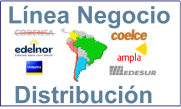 Línea Negocio
CODENSA
coelce
edelnor
ampla
EDESUR
Distribución